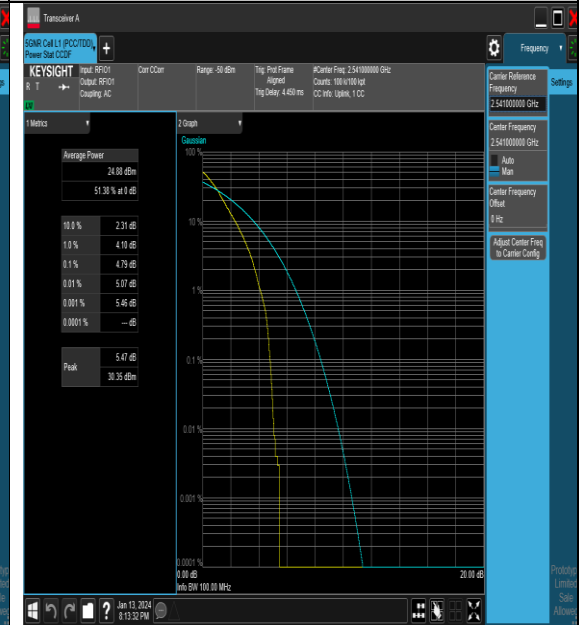 Transceiver A
5GNR Cell L1 (PCC/TDD),
Power Stat CCDF
Frequency
KEYSIGHT
R T
LV
Input: RFIO1
Output: RFIO1
Coupling: AC
Corr CCorr
Range: -50 dBm
Trig: Prot Frame
Aligned
Trig Delay: 4.450 ms
#Center Freq: 2.541000000 GHz
Counts: 100 k/100 kpt
CC Info: Uplink, 1 CC
Carrier Reference
Frequency
2.541000000 GHz
Settings
1 Metrics
2 Graph
Gaussian
Average Power
24.88 dBm
51.38 % at 0 dB
10.0 % 2.31 dB
1.0 % 4.10 dB
0.1 % 4.79 dB
0.01 % 5.07 dB
0.001 % 5.46 dB
0.0001 % --- dB
Peak
5.47 dB
30.35 dBm
100 %
10 %
1 %
0.1 %
0.01 %
0.001 %
0.0001 %
0.00 dB
20.00 dB
Info BW 100.00 MHz
Center Frequency
2.541000000 GHz
Auto
Man
Center Frequency
Offset
0 Hz
Adjust Center Freq
to Carrier Config
Jan 13, 2024
8:13:32 PM
Limited
Sale